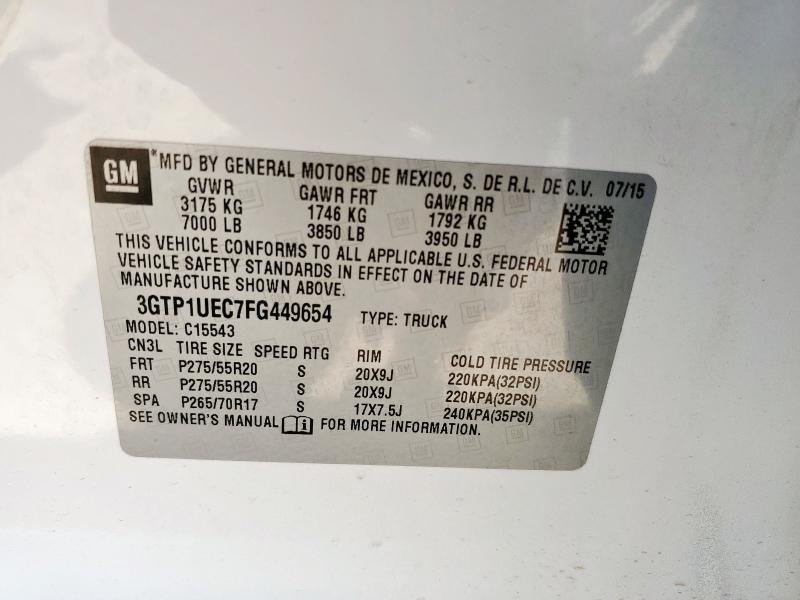 GM
*MFD BY GENERAL MOTORS DE MEXICO, S. DE R.L. DE C.V. 07/15
GVWR GAWR FRT GAWR RR
3175 KG 1746 KG 1792 KG
7000 LB 3850 LB 3950 LB
THIS VEHICLE CONFORMS TO ALL APPLICABLE U.S. FEDERAL MOTOR
VEHICLE SAFETY STANDARDS IN EFFECT ON THE DATE OF
MANUFACTURE SHOWN ABOVE.
3GTP1UEC7FG449654 TYPE: TRUCK
MODEL: C15543
CN3L TIRE SIZE SPEED RTG RIM COLD TIRE PRESSURE
FRT P275/55R20 S 20X9J 220KPA(32PSI)
RR P275/55R20 S 20X9J 220KPA(32PSI)
SPA P265/70R17 S 17X7.5J 240KPA(35PSI)
SEE OWNER'S MANUAL i FOR MORE INFORMATION.